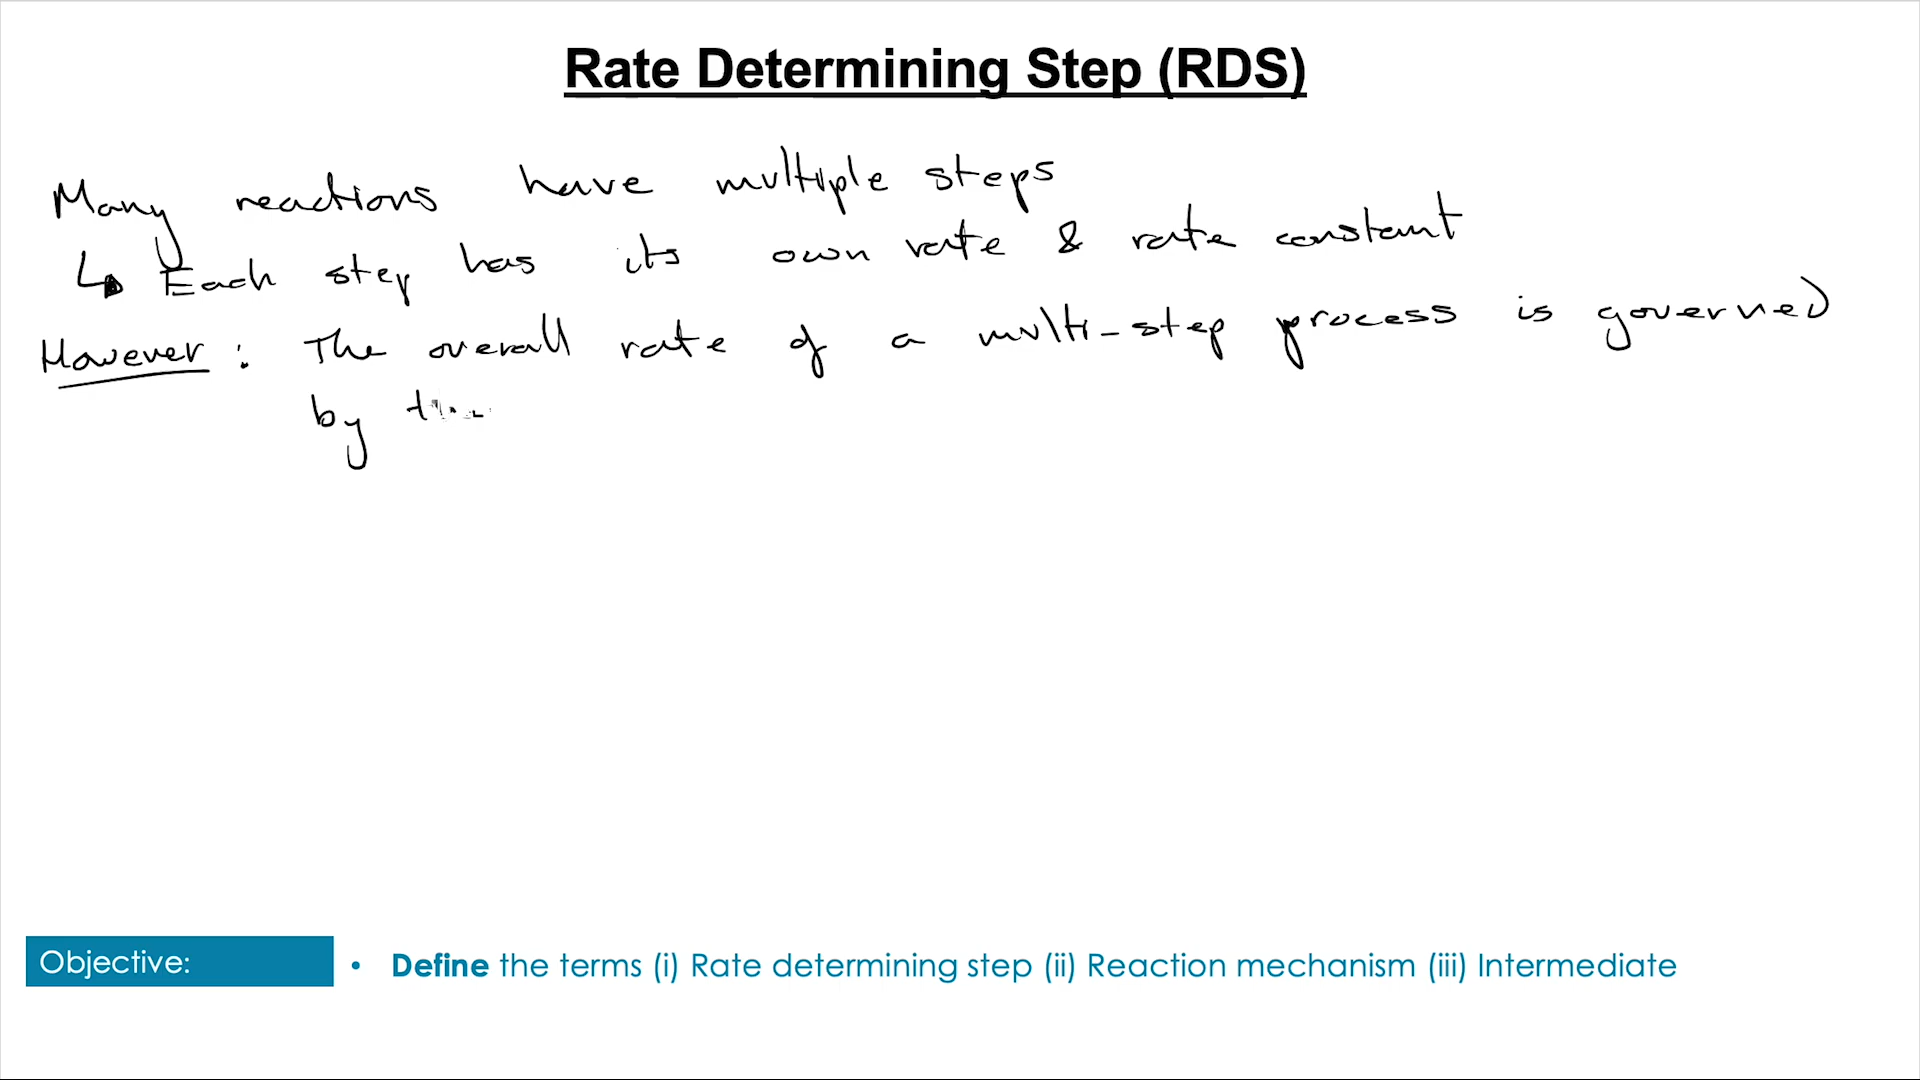 Rate Determining Step (RDS)
Many reactions have multiple steps
↳ Each step has its own rate & rate constant
However: The overall rate of a multi-step process is governed
by
Objective:
• Define the terms (i) Rate determining step (ii) Reaction mechanism (iii) Intermediate